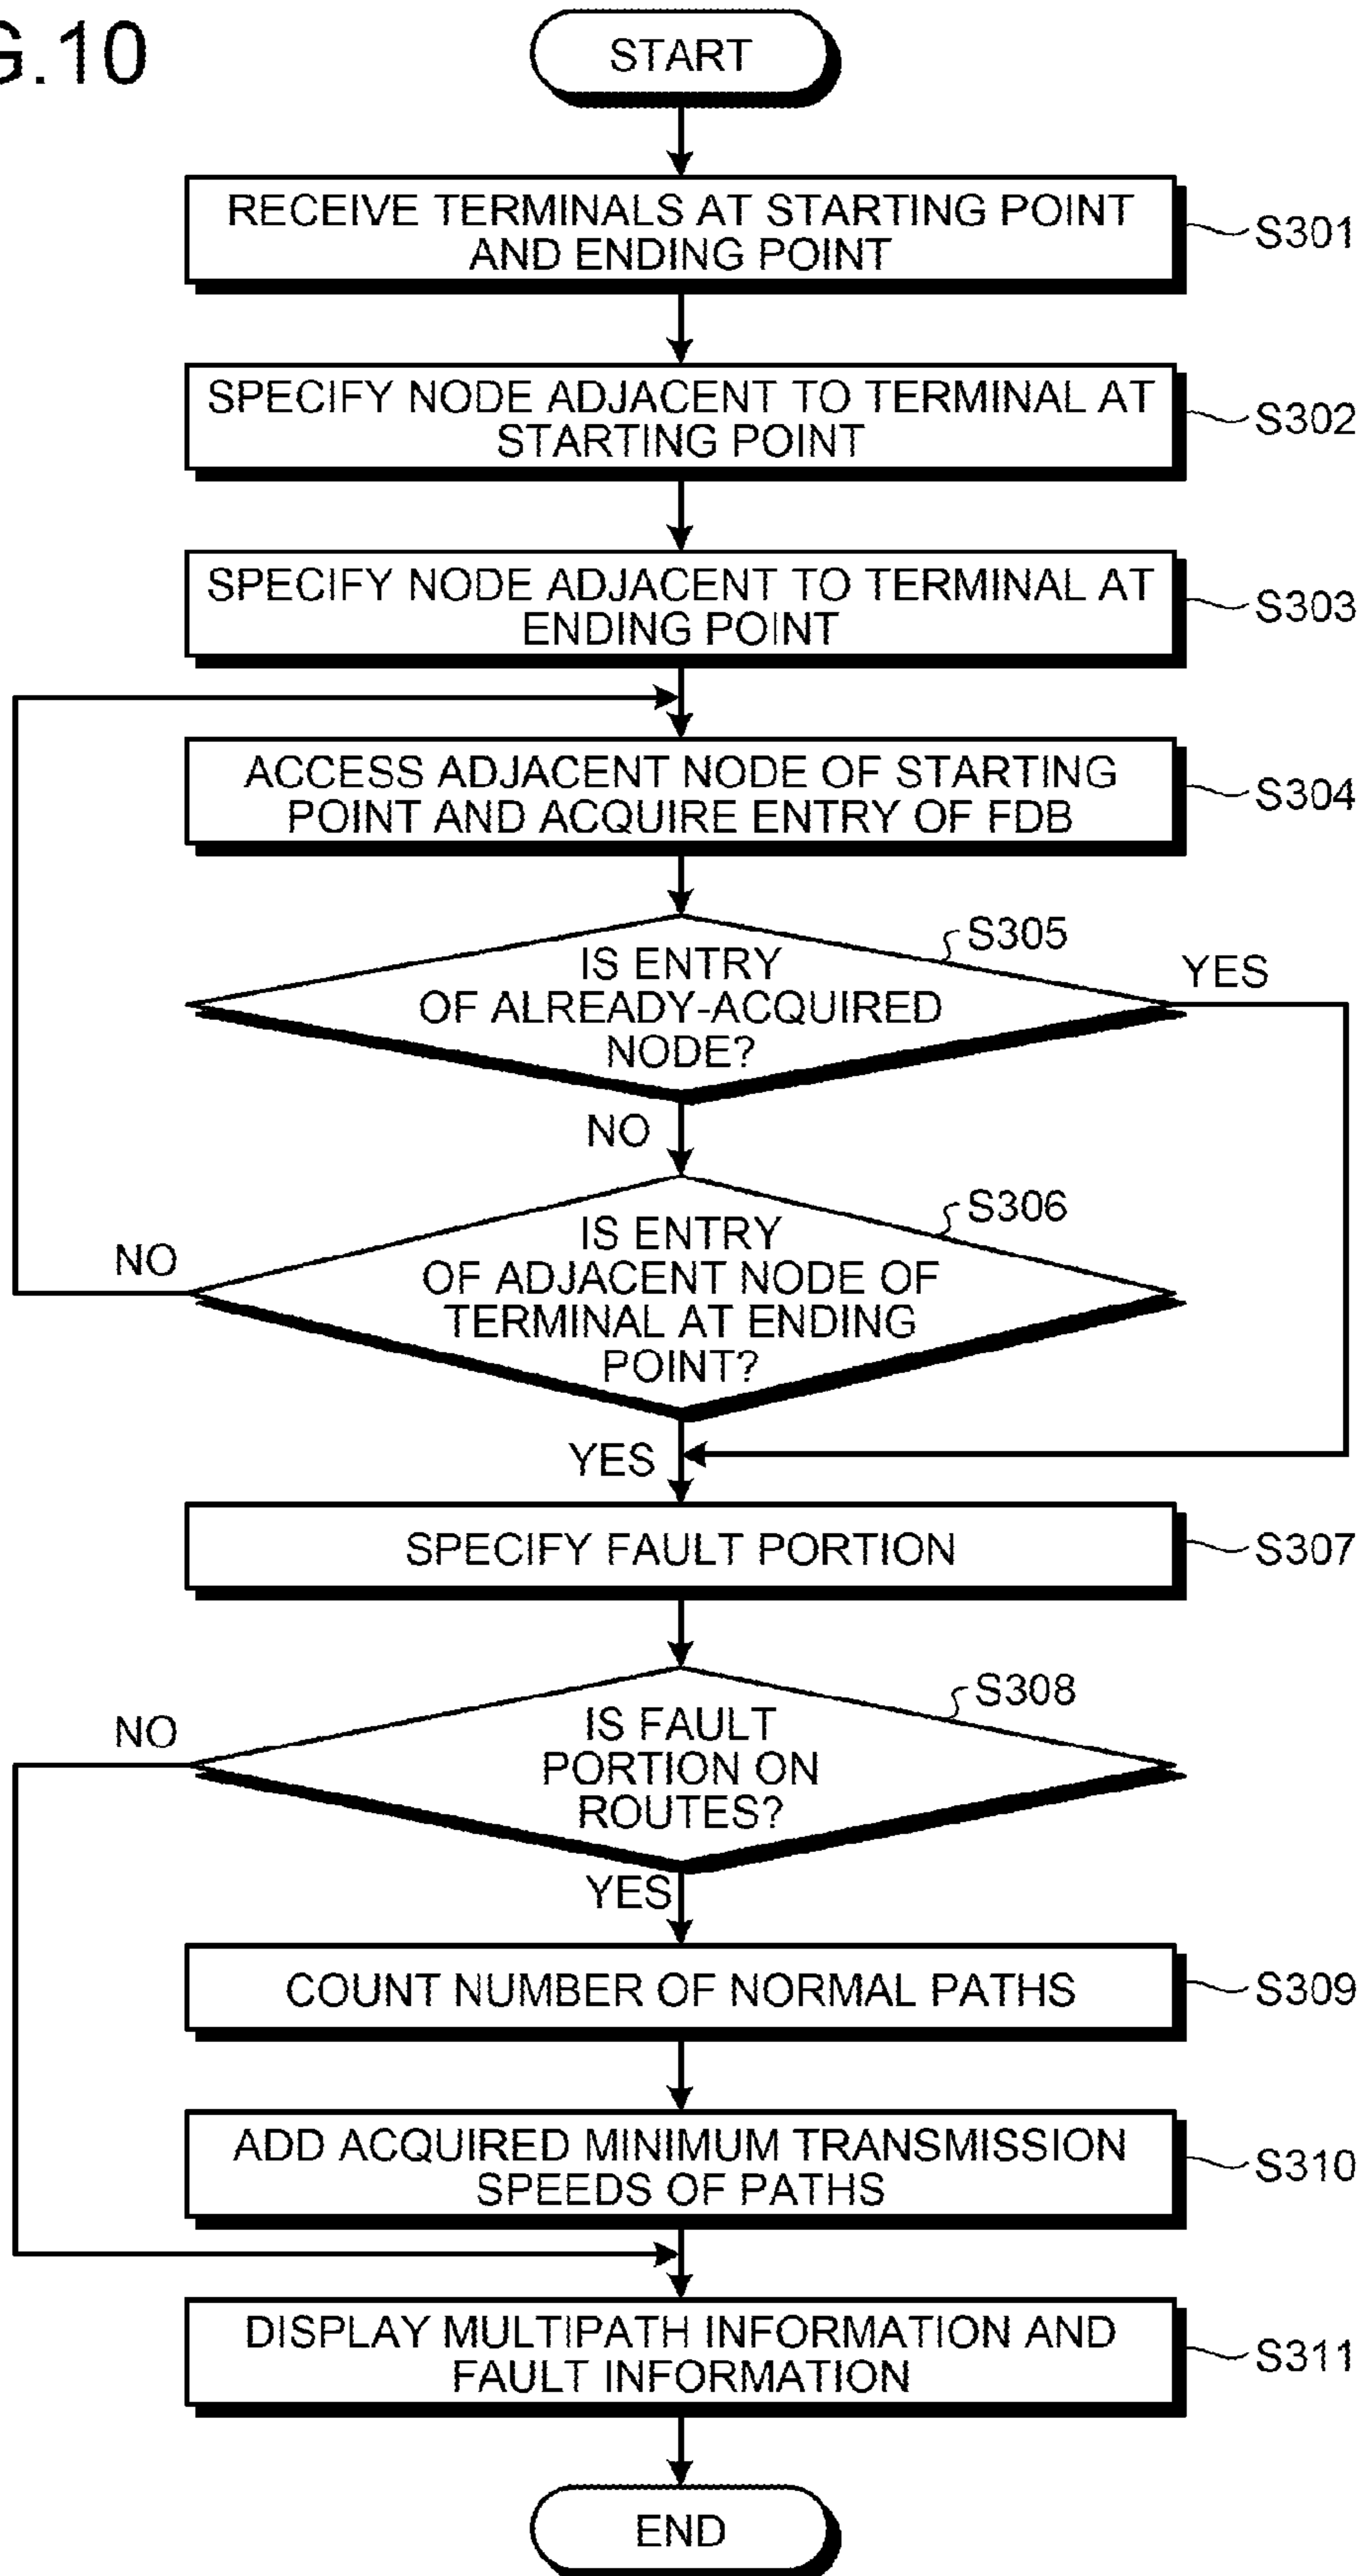 G.10
START
RECEIVE TERMINALS AT STARTING POINT
AND ENDING POINT
S301
SPECIFY NODE ADJACENT TO TERMINAL AT
STARTING POINT
S302
SPECIFY NODE ADJACENT TO TERMINAL AT
ENDING POINT
S303
ACCESS ADJACENT NODE OF STARTING
POINT AND ACQUIRE ENTRY OF FDB
S304
S305
IS ENTRY
OF ALREADY-ACQUIRED
NODE?
YES
NO
S306
IS ENTRY
OF ADJACENT NODE OF
TERMINAL AT ENDING
POINT?
NO
YES
SPECIFY FAULT PORTION
S307
S308
IS FAULT
PORTION ON
ROUTES?
NO
YES
COUNT NUMBER OF NORMAL PATHS
S309
ADD ACQUIRED MINIMUM TRANSMISSION
SPEEDS OF PATHS
S310
DISPLAY MULTIPATH INFORMATION AND
FAULT INFORMATION
S311
END